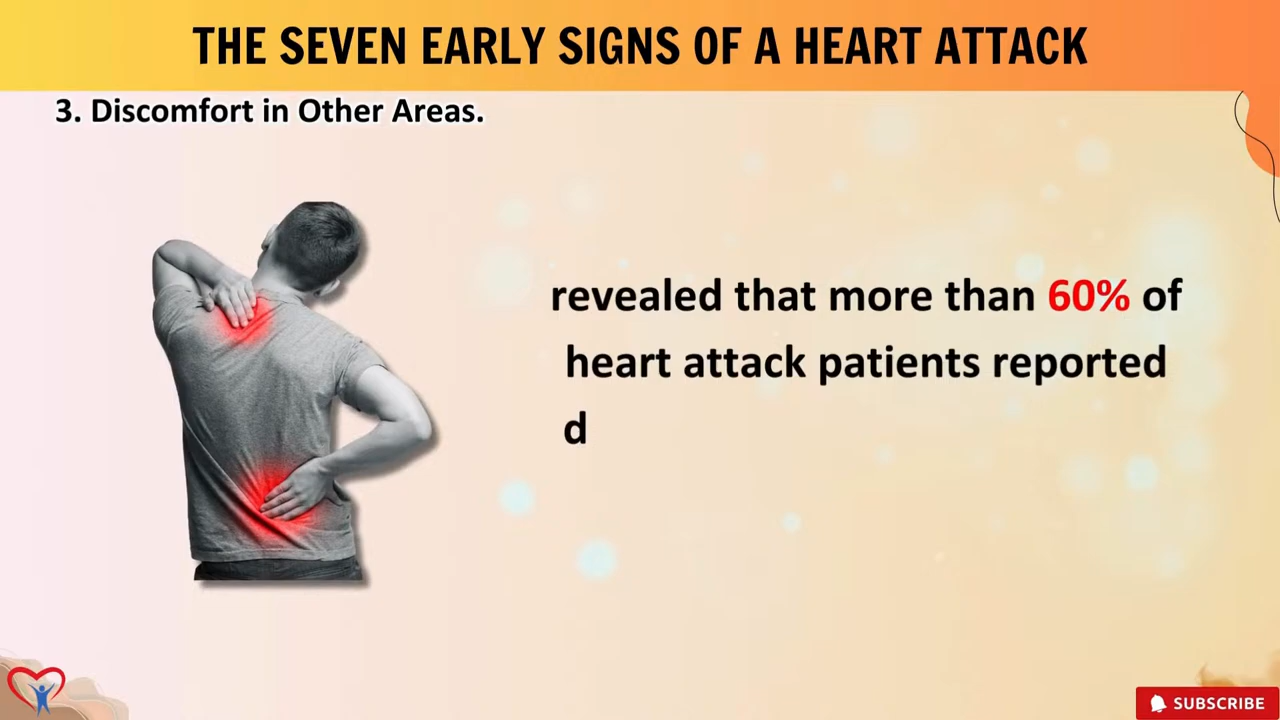 THE SEVEN EARLY SIGNS OF A HEART ATTACK
3. Discomfort in Other Areas.
revealed that more than 60% of
heart attack patients reported
d
SUBSCRIBE